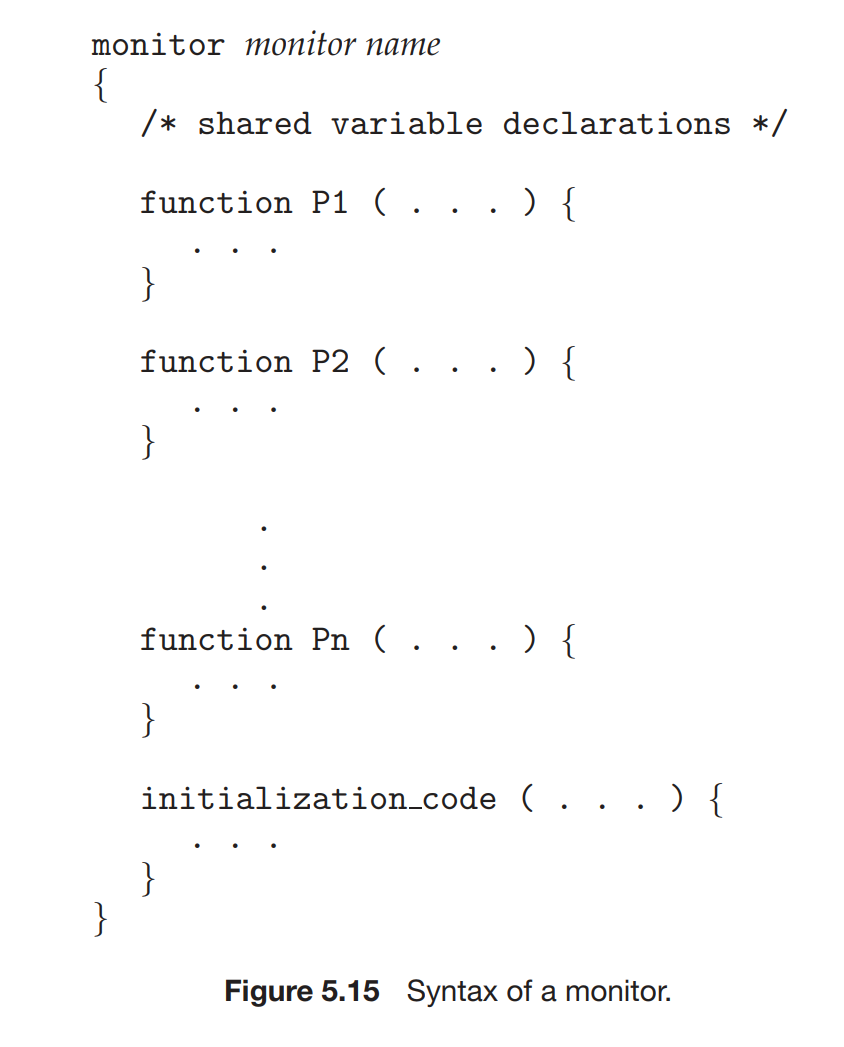 monitor monitor name
{
/* shared variable declarations */
function P1 ( . . . ) {
. . .
}
function P2 ( . . . ) {
. . .
}
.
.
.
function Pn ( . . . ) {
. . .
}
initialization_code ( . . . ) {
. . .
}
}
Figure 5.15 Syntax of a monitor.